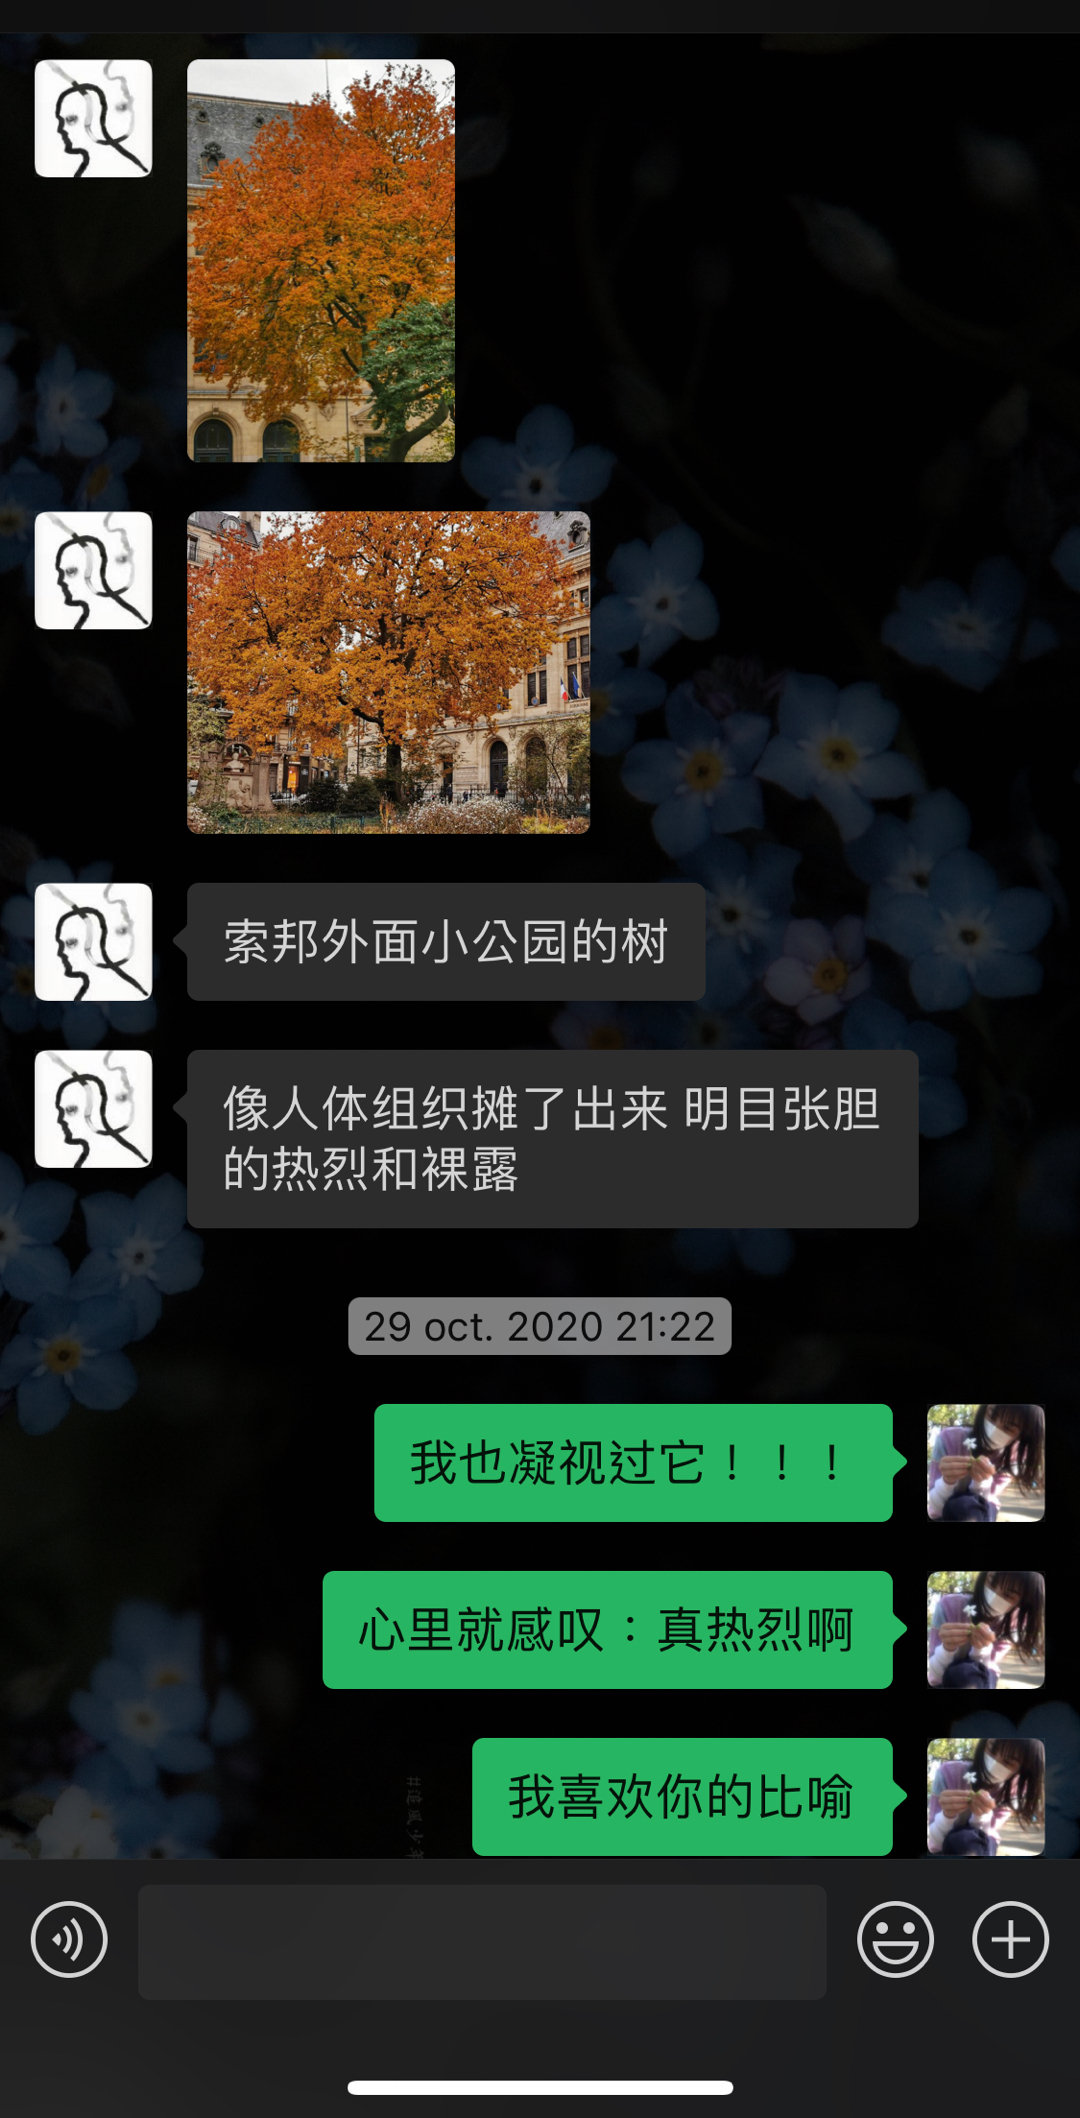 索邦外面小公园的树
像人体组织摊了出来 明目张胆
的热烈和裸露
29 oct. 2020 21:22
我也凝视过它！！！
心里就感叹：真热烈啊
我喜欢你的比喻